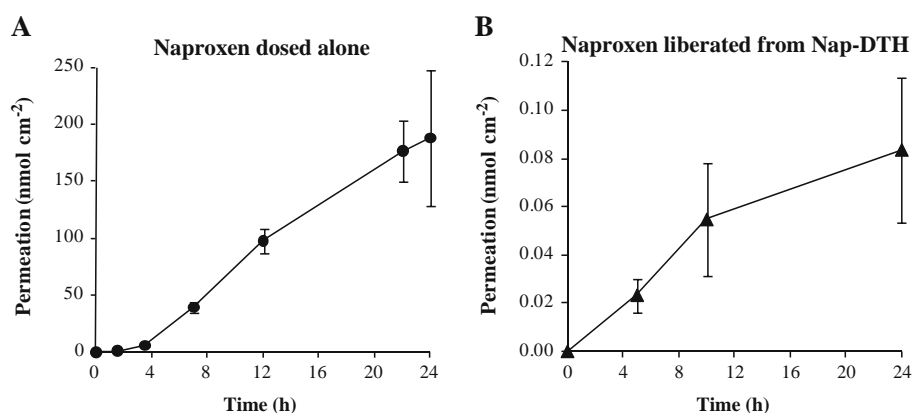 A
Naproxen dosed alone
Permeation (nmol cm-2)
250
200
150
100
50
0
0 4 8 12 16 20 24
Time (h)
B
Naproxen liberated from Nap-DTH
Permeation (nmol cm-2)
0.12
0.10
0.08
0.06
0.04
0.02
0.00
0 4 8 12 16 20 24
Time (h)